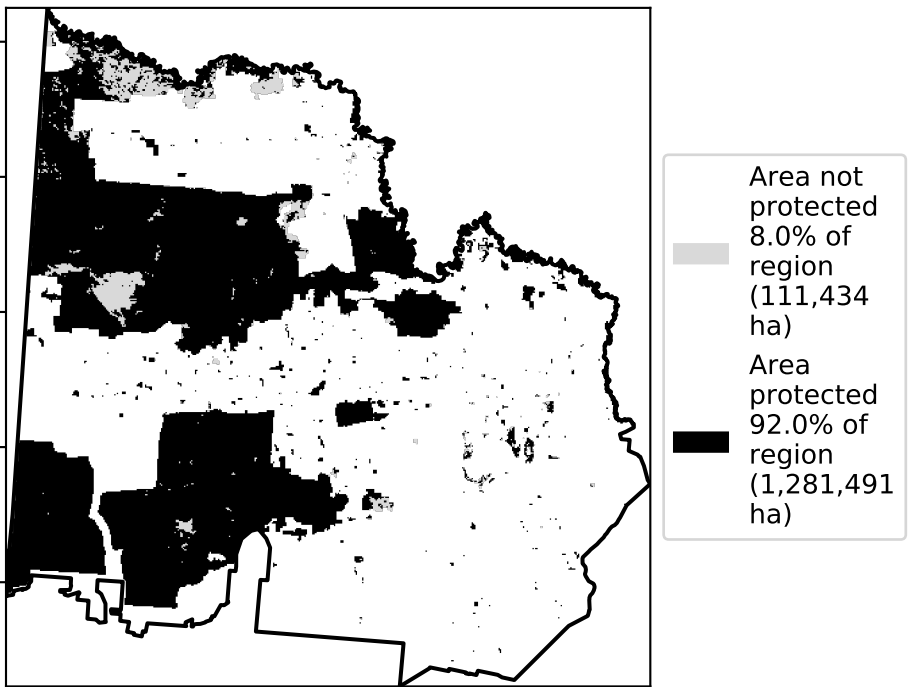 Area not
protected
8.0% of
region
(111,434
ha)
Area
protected
92.0% of
region
(1,281,491
ha)